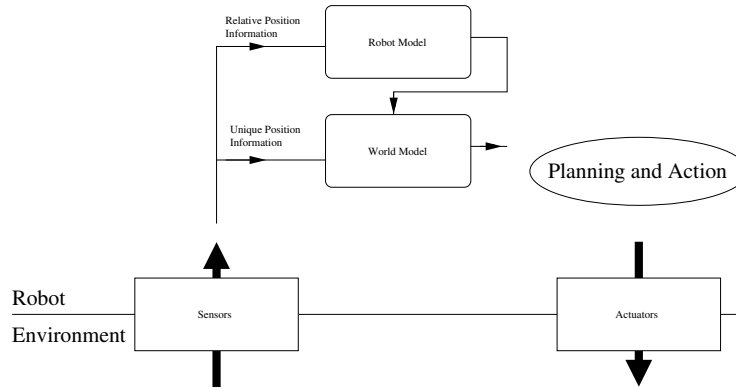 Relative Position
Information
Robot Model
Unique Position
Information
World Model
Planning and Action
Robot
Sensors
Actuators
Environment